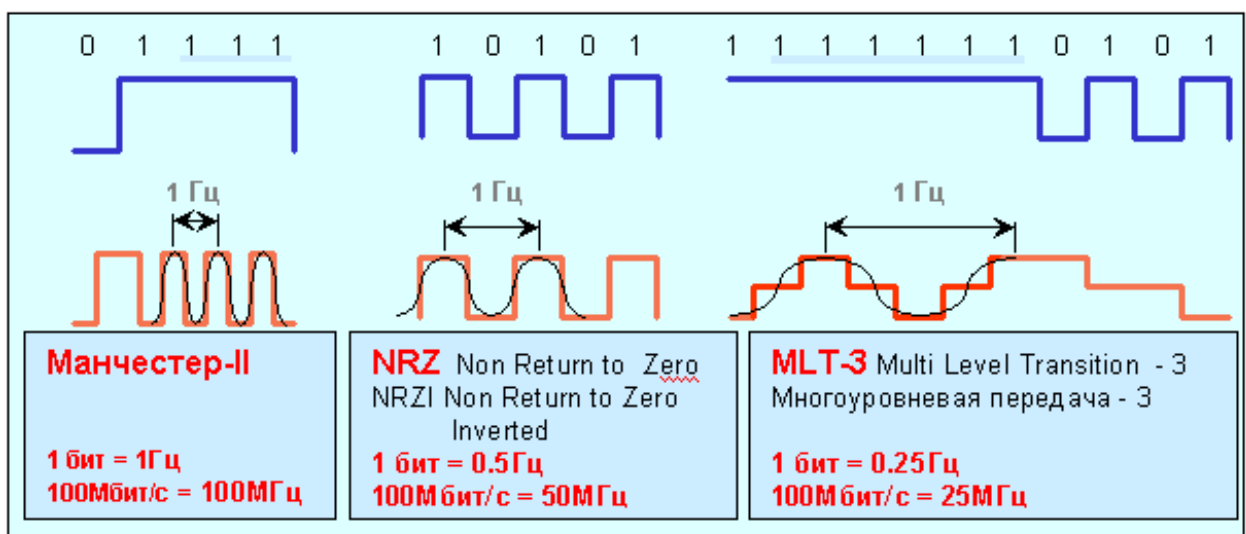 0 1 1 1 1
1 0 1 0 1
1 1 1 1 1 1 1 0 1 0 1
1 Гц
1 Гц
1 Гц
Манчестер-II
1 бит = 1Гц
100Мбит/с = 100МГц
NRZ Non Return to Zero
NRZI Non Return to Zero
Inverted
1 бит = 0.5Гц
100Мбит/с = 50МГц
MLT-3 Multi Level Transition - 3
Многоуровневая передача - 3
1 бит = 0.25Гц
100Мбит/с = 25МГц